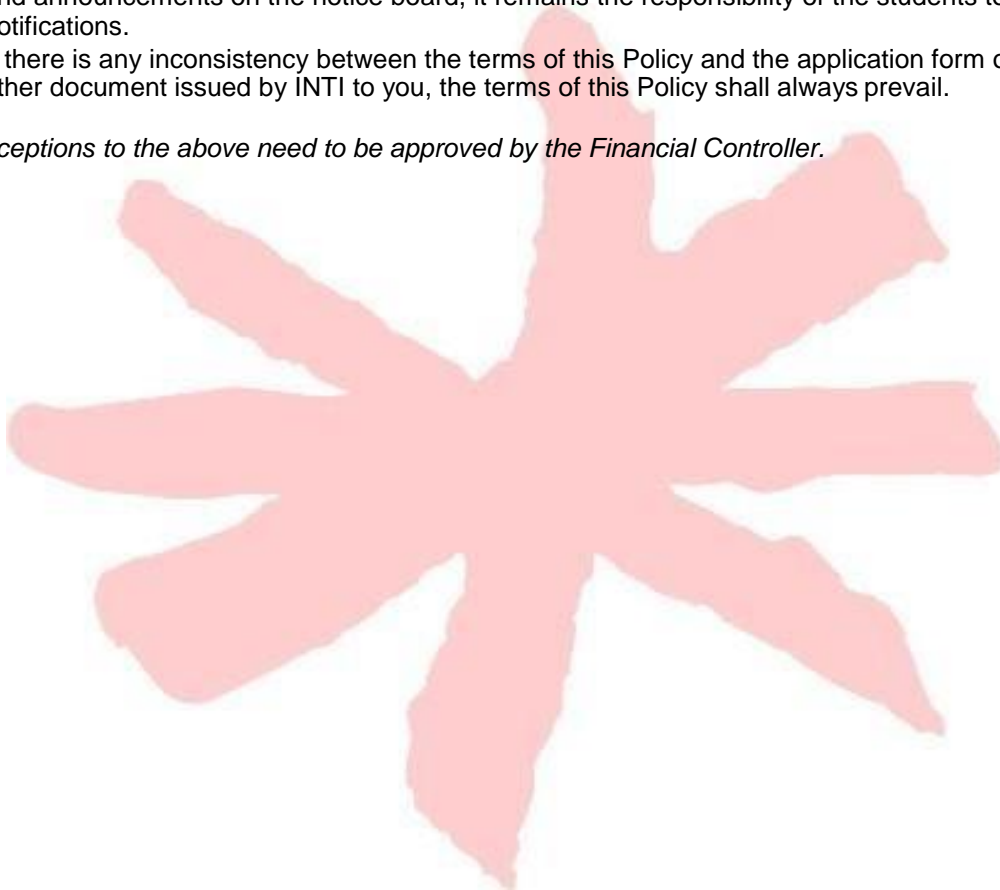 nd announcements on the notice board, it remains the responsibility of the students to
otifications.
there is any inconsistency between the terms of this Policy and the application form o
ther document issued by INTI to you, the terms of this Policy shall always prevail.
ceptions to the above need to be approved by the Financial Controller.